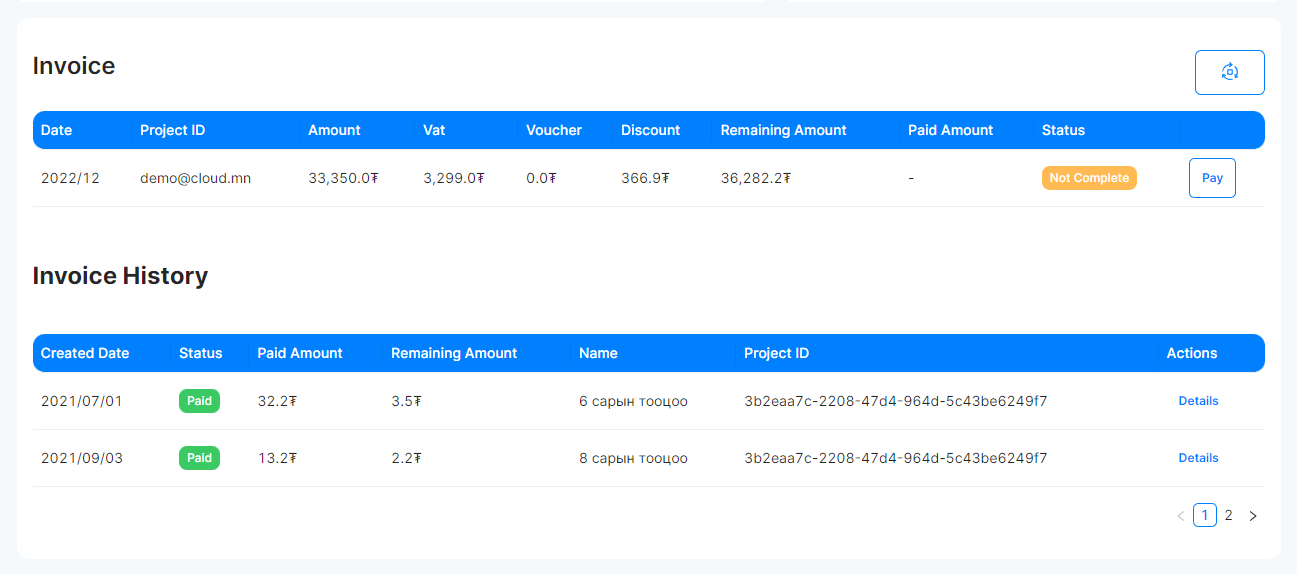 Invoice
Date Project ID Amount Vat Voucher Discount Remaining Amount Paid Amount Status
2022/12 demo@cloud.mn 33,350.0₮ 3,299.0₮ 0.0₮ 366.9₮ 36,282.2₮ - Not Complete Pay
Invoice History
Created Date Status Paid Amount Remaining Amount Name Project ID Actions
2021/07/01 Paid 32.2₮ 3.5₮ 6 сарын тооцоо 3b2eaa7c-2208-47d4-964d-5c43be6249f7 Details
2021/09/03 Paid 13.2₮ 2.2₮ 8 сарын тооцоо 3b2eaa7c-2208-47d4-964d-5c43be6249f7 Details
< 1 2 >